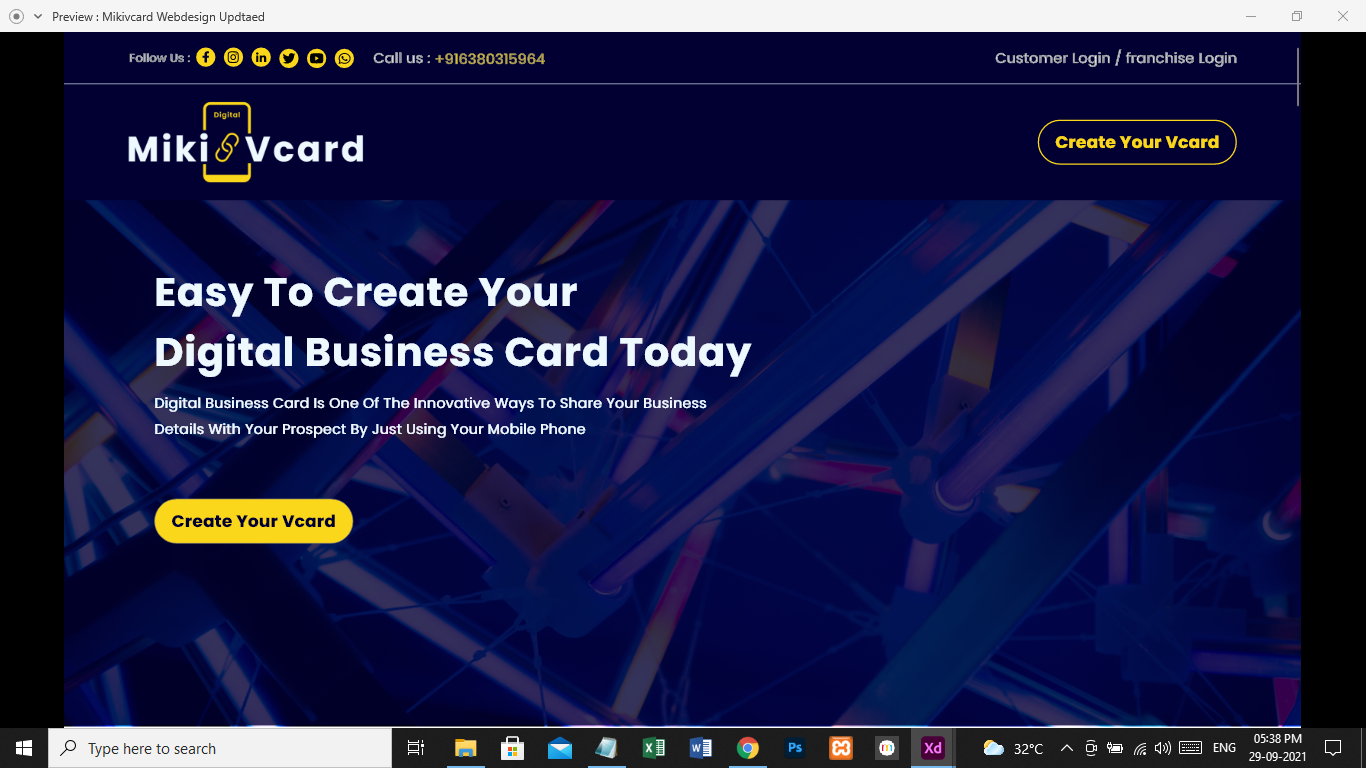 Preview : Mikivcard Webdesign Updtaed
Follow Us :
Call us : +916380315964
Customer Login / franchise Login
Digital
Miki Vcard
Create Your Vcard
Easy To Create Your
Digital Business Card Today
Digital Business Card Is One Of The Innovative Ways To Share Your Business
Details With Your Prospect By Just Using Your Mobile Phone
Create Your Vcard
Type here to search
Ps
Xd
32°C
ENG
05:38 PM
29-09-2021